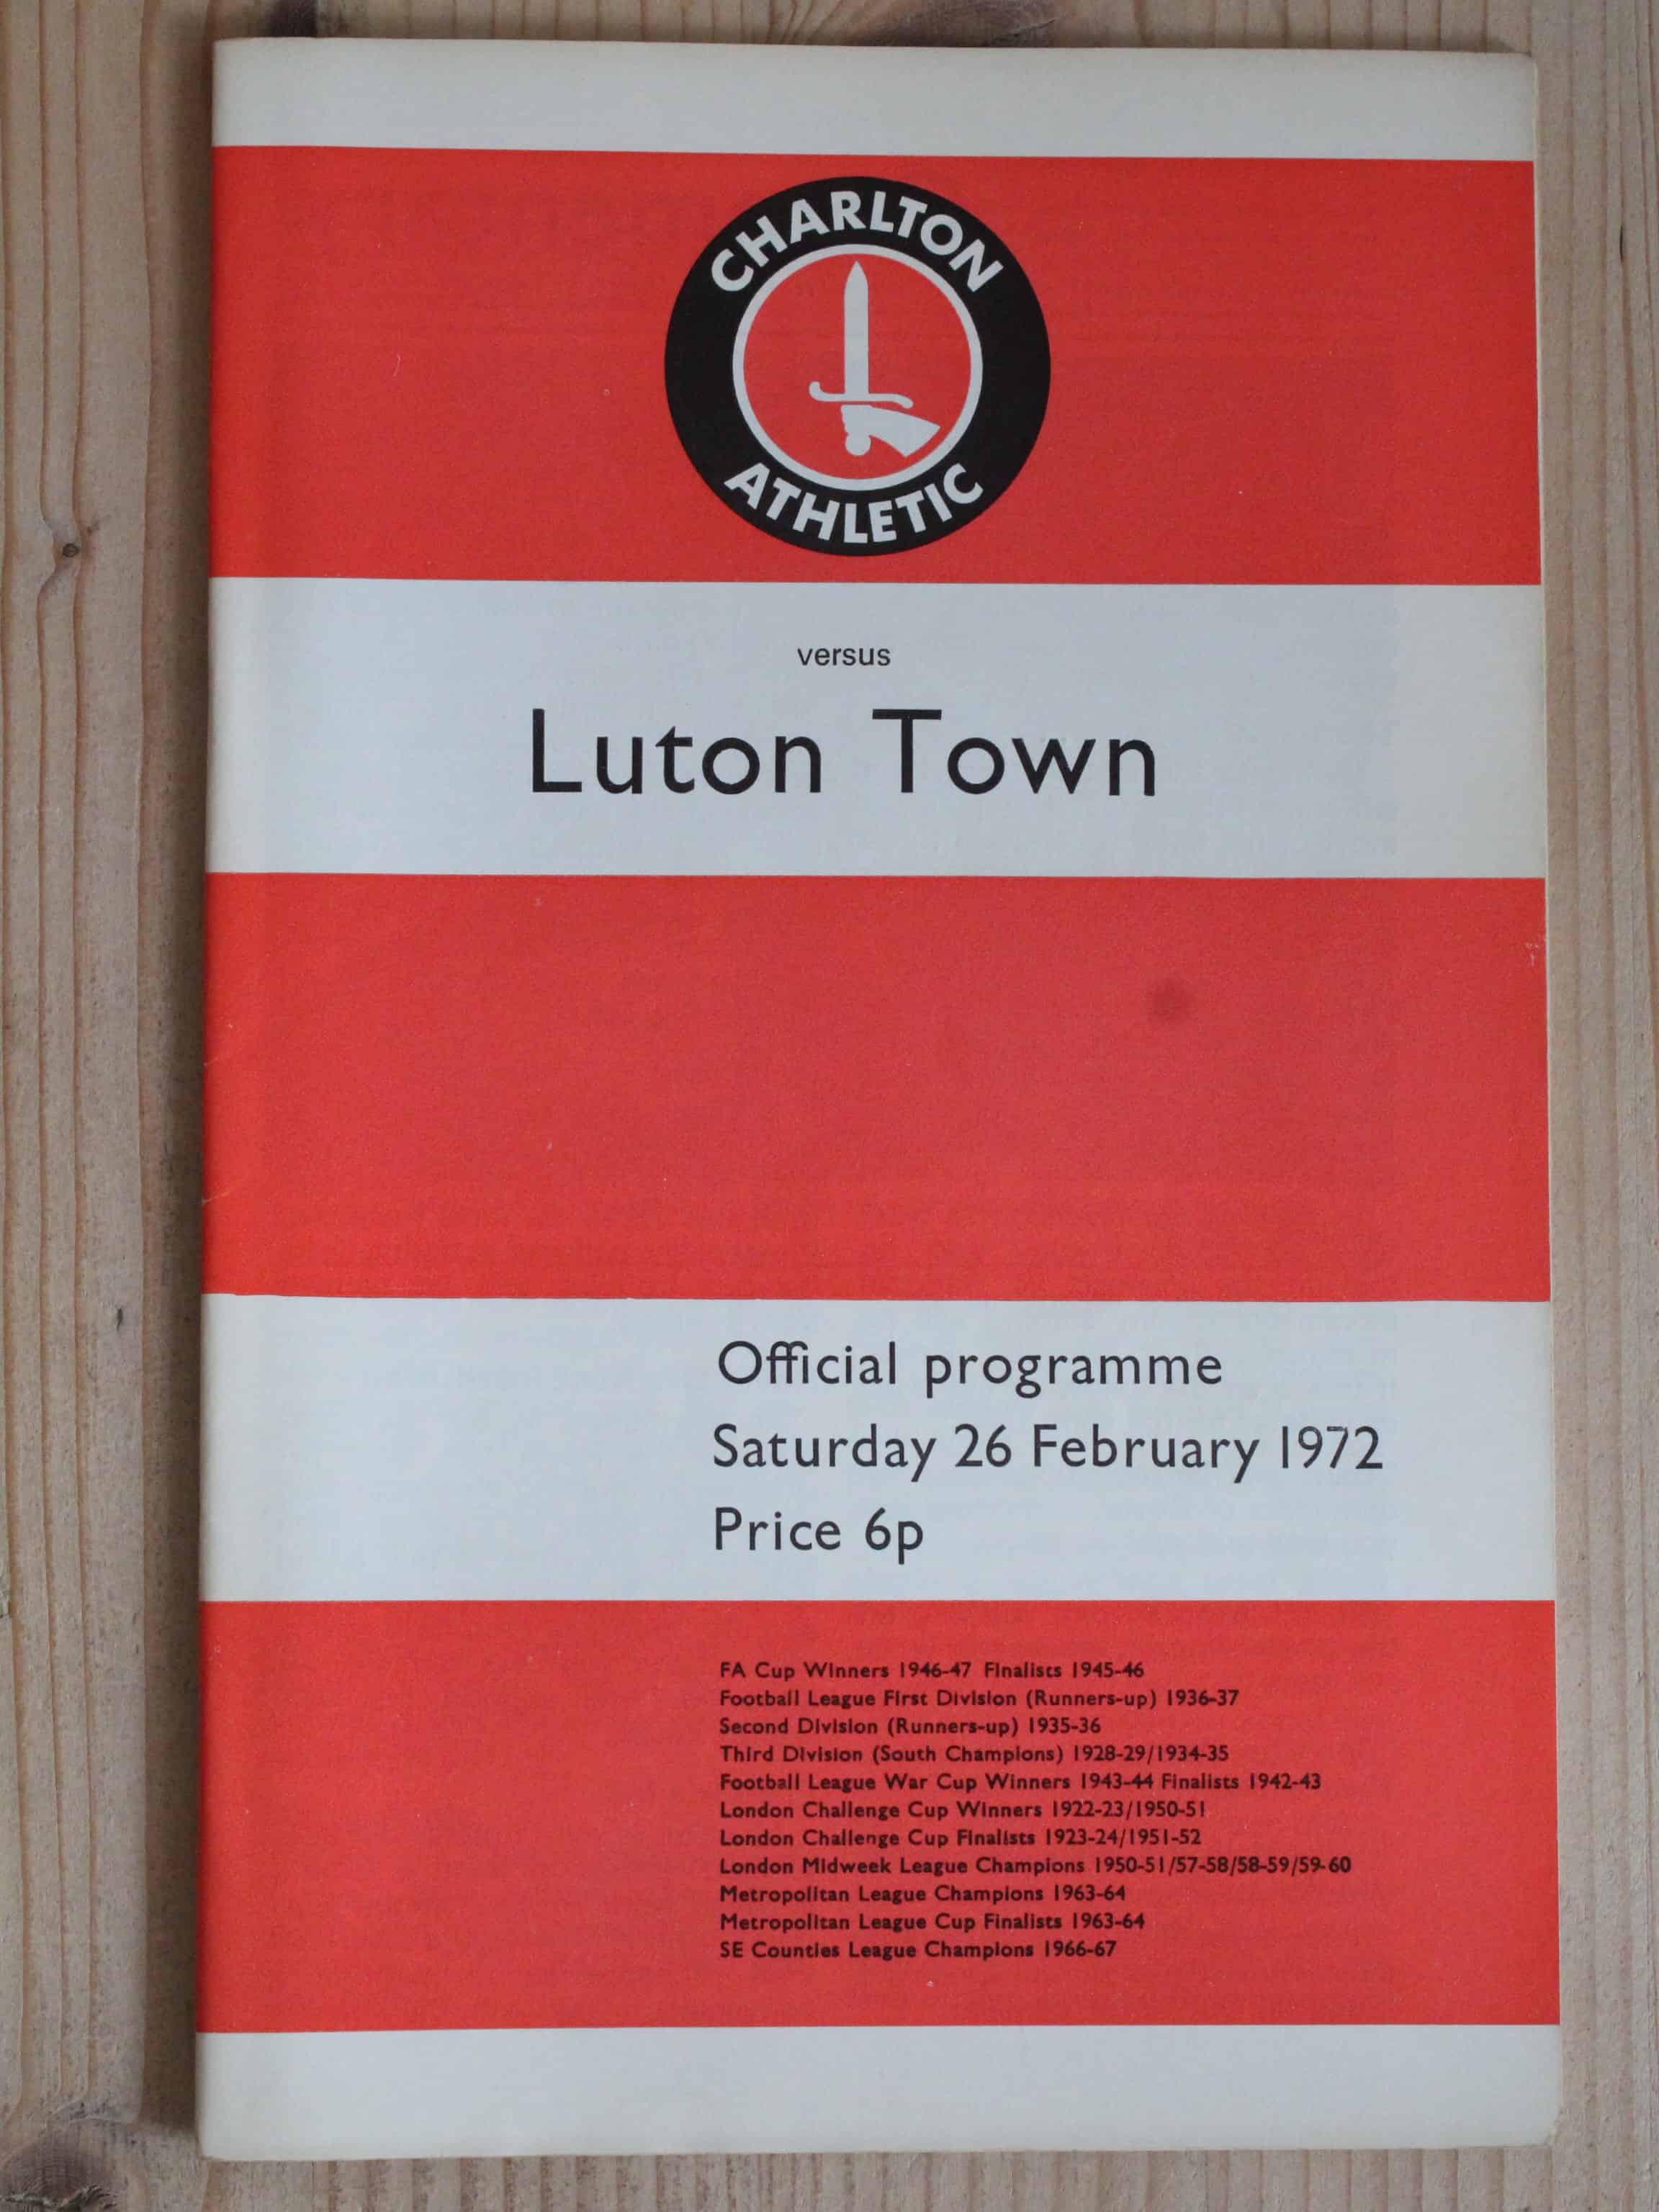 CHARLTON
ATHLETIC
versus
Luton Town
Official programme
Saturday 26 February 1972
Price 6p
FA Cup Winners 1946-47 Finalists 1945-46
Football League First Division (Runners-up) 1936-37
Second Division (Runners-up) 1935-36
Third Division (South Champions) 1928-29/1934-35
Football League War Cup Winners 1943-44 Finalists 1942-43
London Challenge Cup Winners 1922-23/1950-51
London Challenge Cup Finalists 1923-24/1951-52
London Midweek League Champions 1950-51/57-58/58-59/59-60
Metropolitan League Champions 1963-64
Metropolitan League Cup Finalists 1963-64
SE Counties League Champions 1966-67